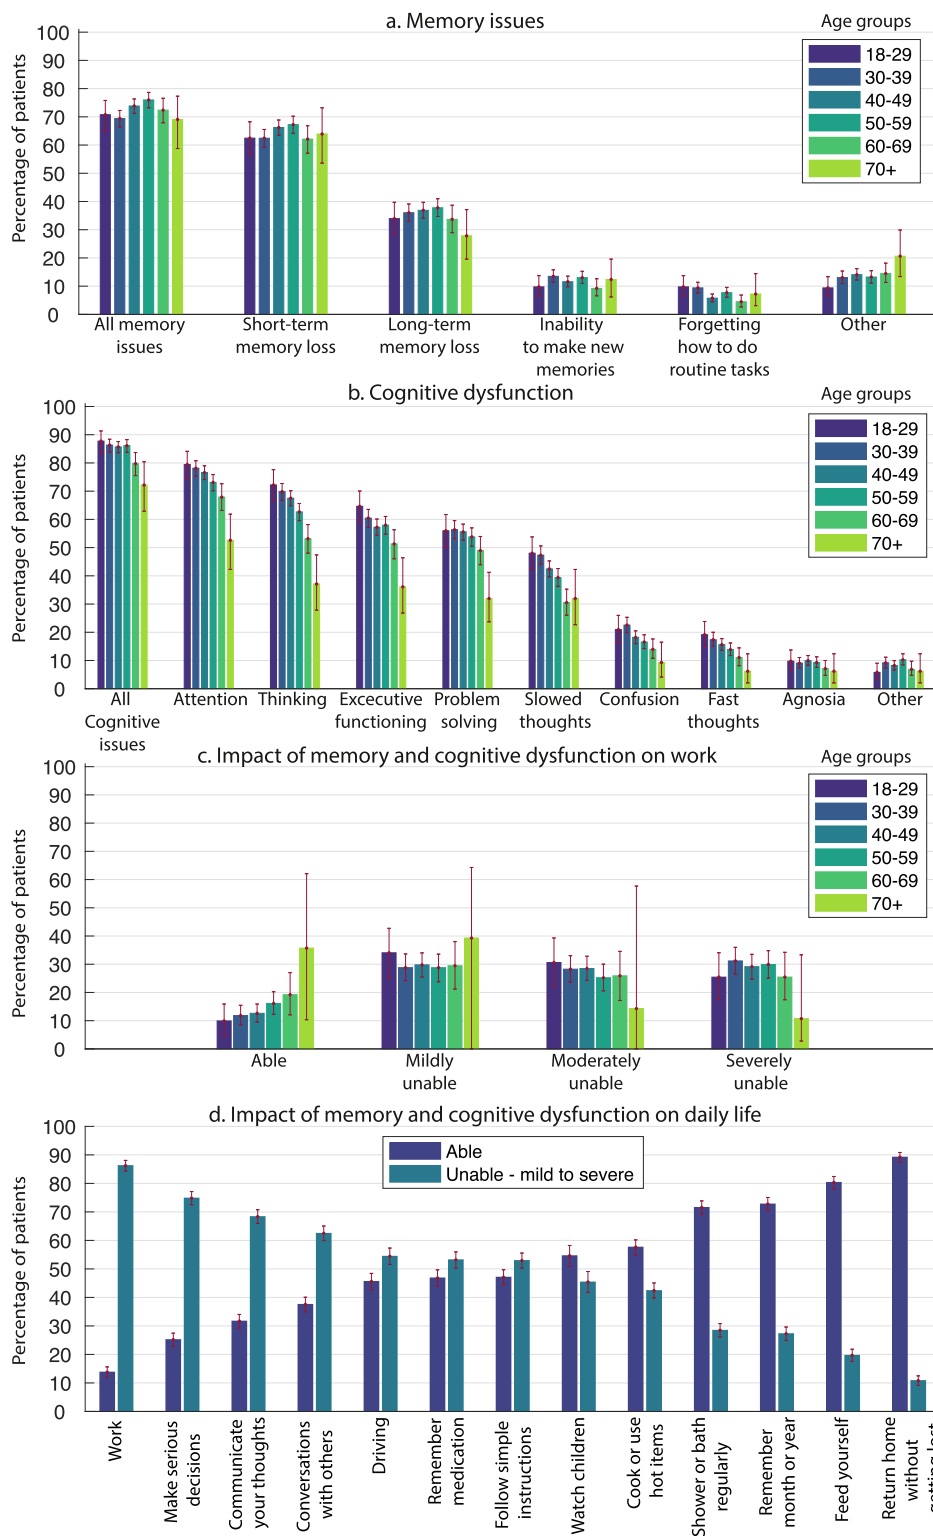 a. Memory issues
Age groups
18-29
30-39
40-49
50-59
60-69
70+
Percentage of patients
100
90
80
70
60
50
40
30
20
10
0
All memory
issues
Short-term
memory loss
Long-term
memory loss
Inability
to make new
memories
Forgetting
how to do
routine tasks
Other
b. Cognitive dysfunction
Age groups
18-29
30-39
40-49
50-59
60-69
70+
Percentage of patients
100
90
80
70
60
50
40
30
20
10
0
All
Cognitive
issues
Attention
Thinking
Excecutive
functioning
Problem
solving
Slowed
thoughts
Confusion
Fast
thoughts
Agnosia
Other
c. Impact of memory and cognitive dysfunction on work
Age groups
18-29
30-39
40-49
50-59
60-69
70+
Percentage of patients
100
90
80
70
60
50
40
30
20
10
0
Able
Mildly
unable
Moderately
unable
Severely
unable
d. Impact of memory and cognitive dysfunction on daily life
Able
Unable - mild to severe
Percentage of patients
100
90
80
70
60
50
40
30
20
10
0
Work
Make serious
decisions
Communicate
your thoughts
Conversations
with others
Driving
Remember
medication
Follow simple
instructions
Watch children
Cook or use
hot items
Shower or bath
regularly
Remember
month or year
Feed yourself
Return home
without